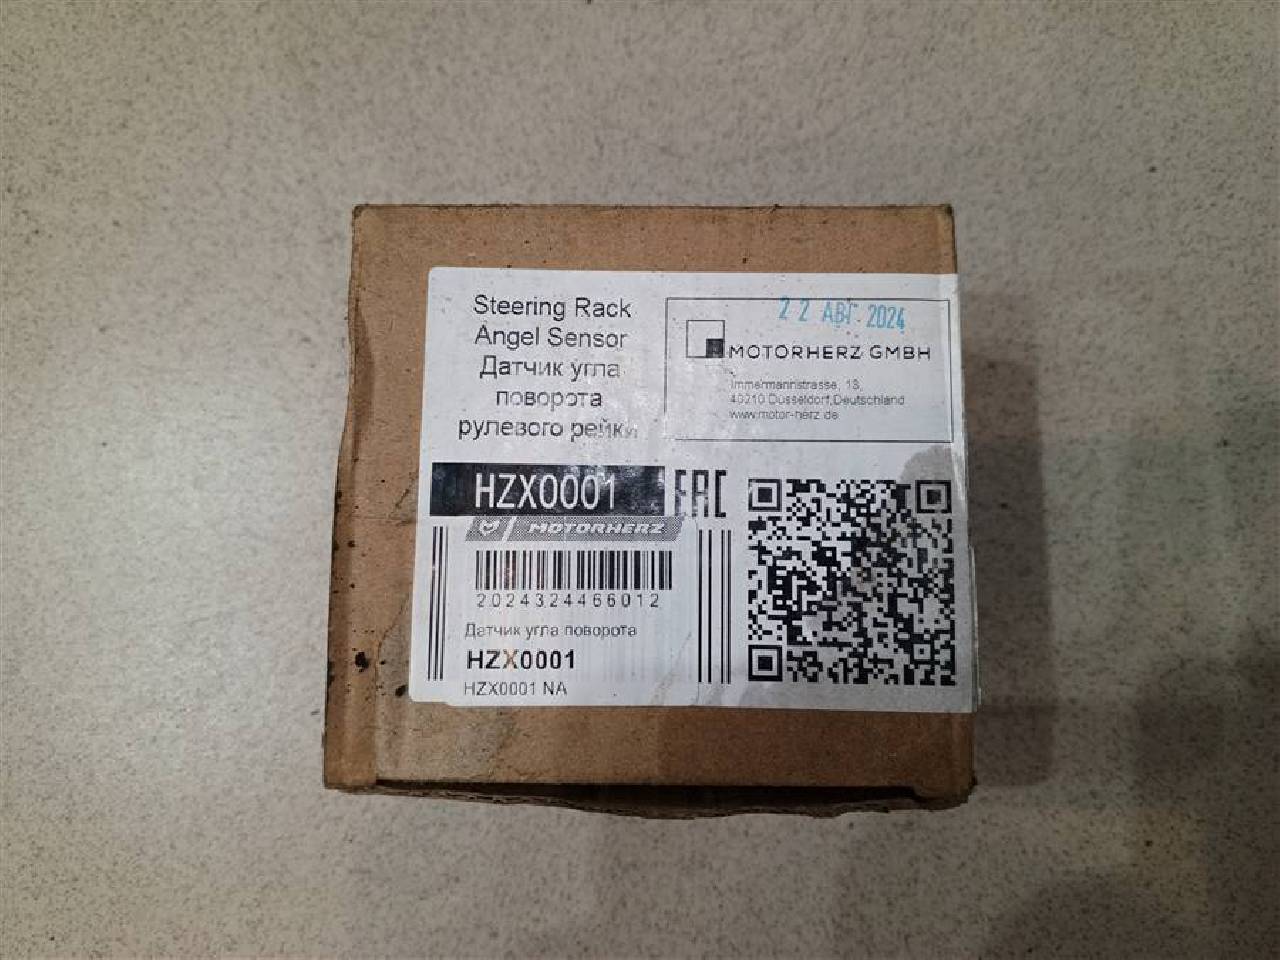 Steering Rack
Angel Sensor
Датчик угла
поворота
рулевого рейки
22 АВГ 2024
MOTORHERZ GMBH
Immermannstrasse, 13,
40210 Düsseldorf,Deutschland
www.motor-herz.de
HZX0001
EAC
MOTORHERZ
2024324466012
Датчик угла поворота
HZX0001
HZX0001 NA